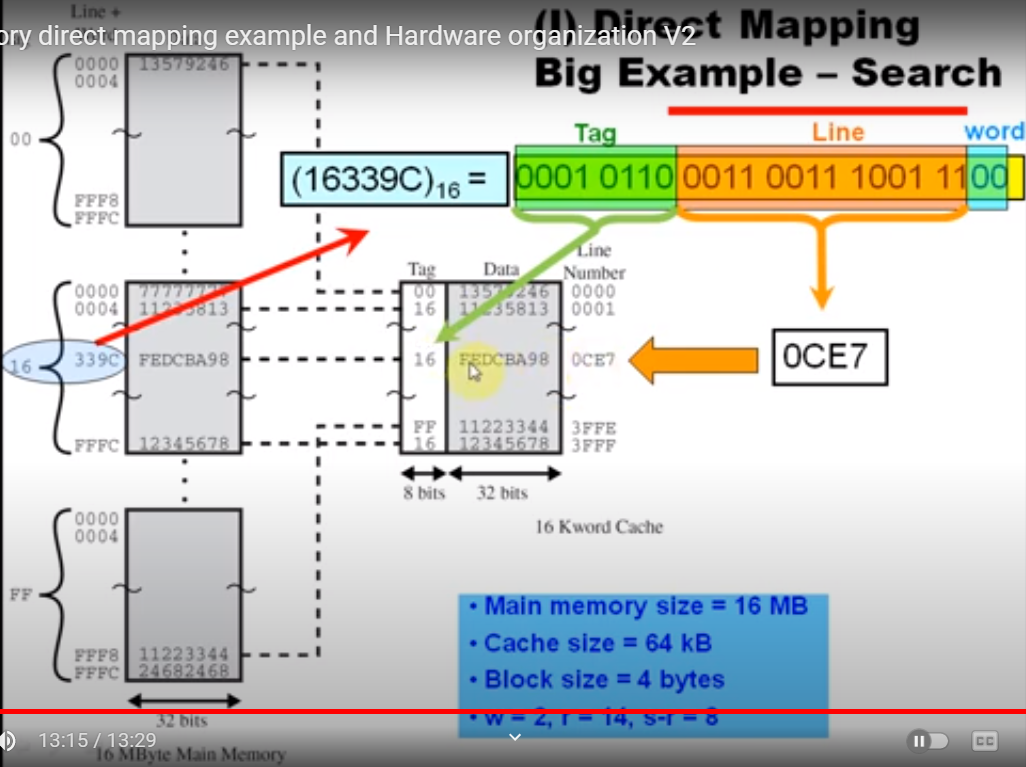 Line +
ory direct mapping example and Hardware organization V2
(I) Direct Mapping
Big Example – Search
0000 13579246
0004
00
FFF8
FFFC
Tag Line word
(16339C)16 = 0001 0110 0011 0011 1001 1100
Tag Data Line Number
0000 77777777 00 13579246 0000
0004 11235813 16 11235813 0001
16 339C FEDCBA98 16 FEDCBA98 0CE7 0CE7
FF 11223344 3FFE
FFFC 12345678 16 12345678 3FFF
8 bits 32 bits
16 Kword Cache
0000
0004
FF
FFF8 11223344
FFFC 24682468
32 bits
16 MByte Main Memory
• Main memory size = 16 MB
• Cache size = 64 kB
• Block size = 4 bytes
• w = 2, r = 14, s-r = 8
13:15 / 13:29
CC